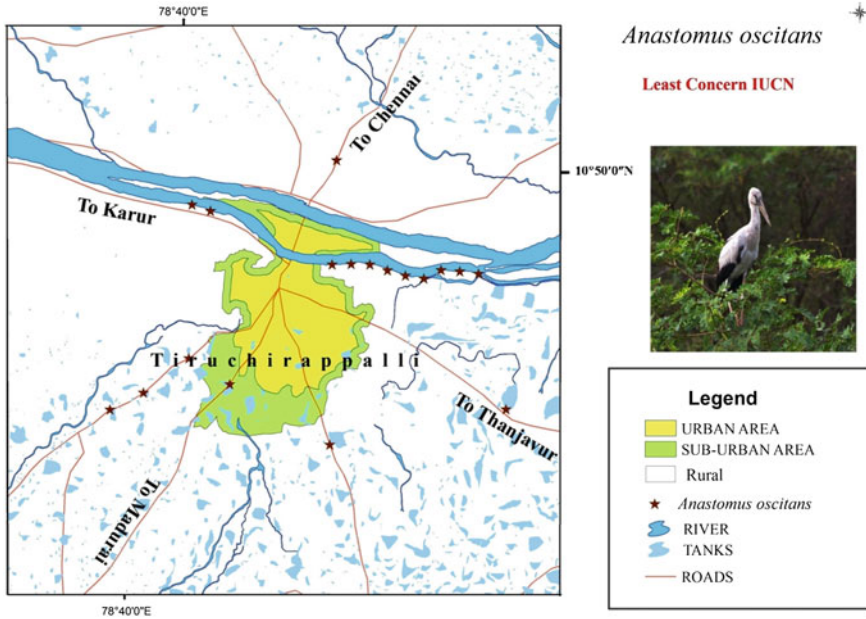 78°40'0"E
Anastomus oscitans
Least Concern IUCN
To Chennai
10°50'0"N
To Karur
Tiruchirappalli
To Thanjavur
To Madurai
78°40'0"E
Legend
URBAN AREA
SUB-URBAN AREA
Rural
Anastomus oscitans
RIVER
TANKS
ROADS